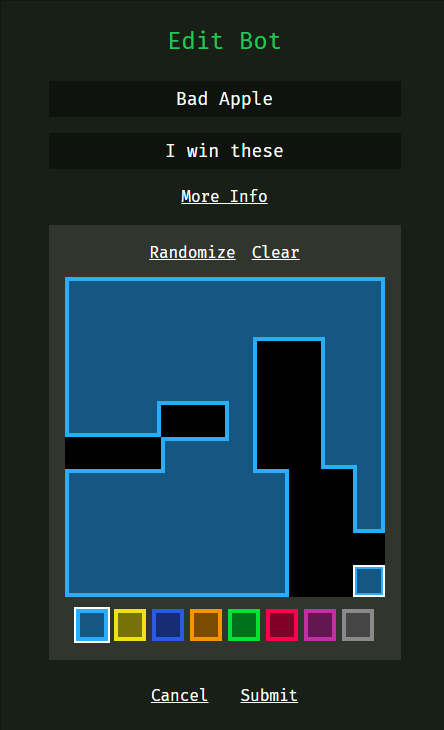 Edit Bot
Bad Apple
I win these
More Info
Randomize Clear
Cancel Submit